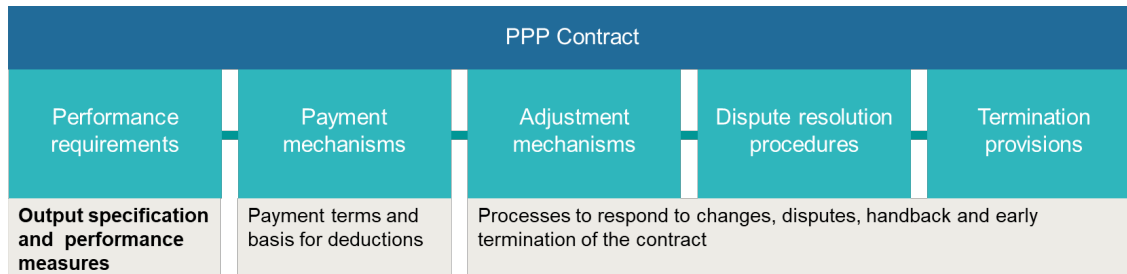 PPP Contract
Performance
requirements
Payment
mechanisms
Adjustment
mechanisms
Dispute resolution
procedures
Termination
provisions
Output specification
and performance
measures
Payment terms and
basis for deductions
Processes to respond to changes, disputes, handback and early
termination of the contract